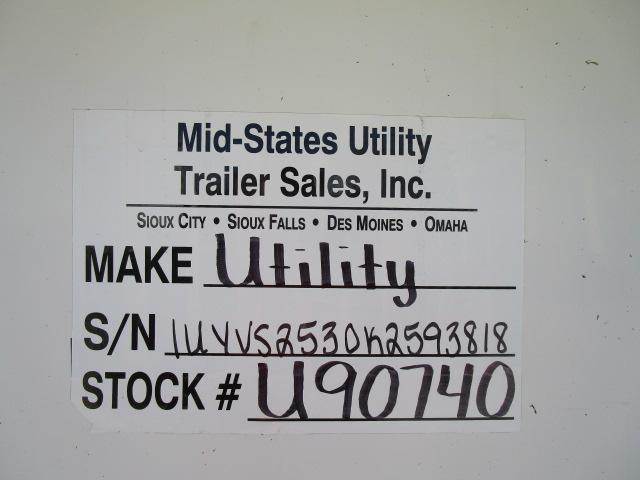 Mid-States Utility
Trailer Sales, Inc.
SIOUX CITY • SIOUX FALLS • DES MOINES • OMAHA
MAKE Utility
S/N 1UYVS2530K2593818
STOCK # U90740